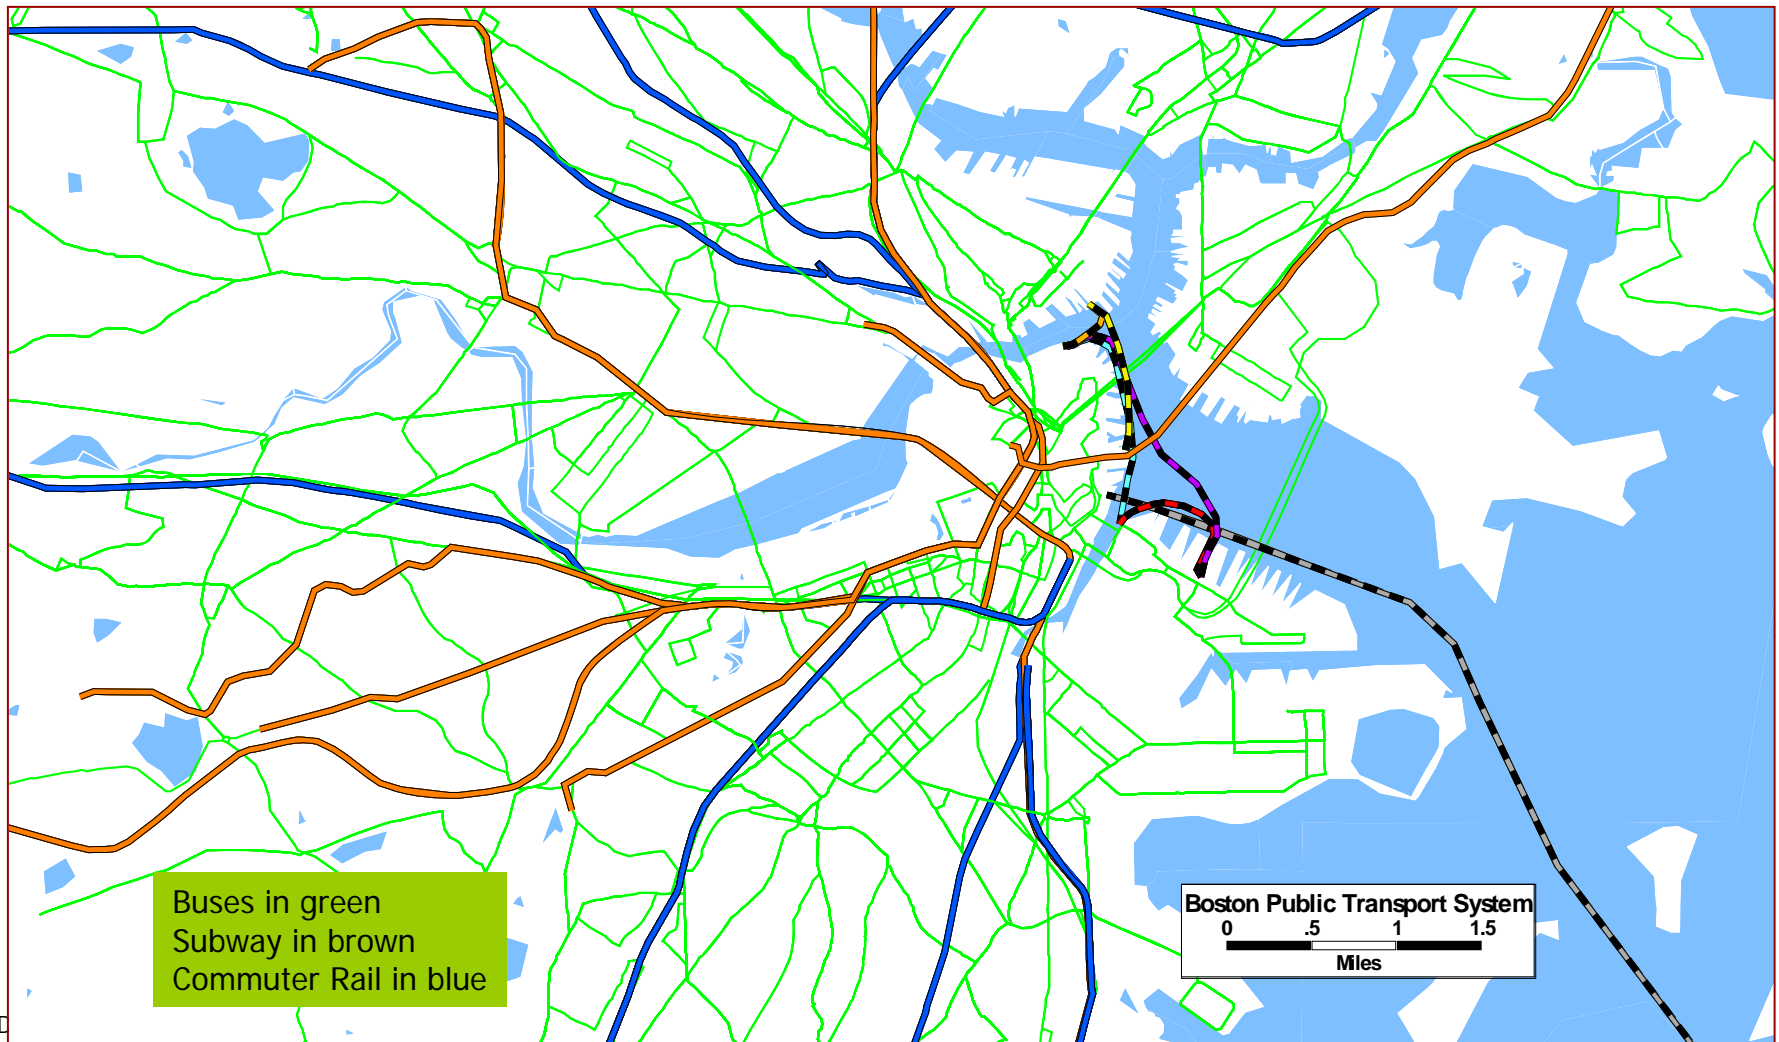 Buses in green
Subway in brown
Commuter Rail in blue
Boston Public Transport System
0 .5 1 1.5
Miles
D